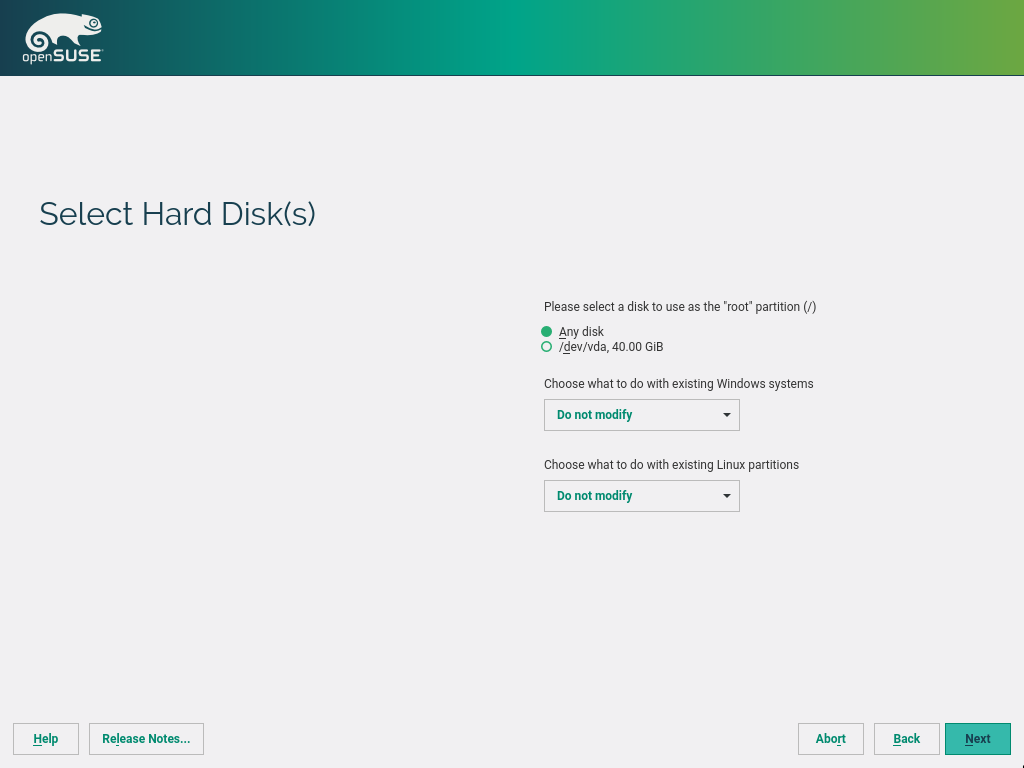 openSUSE
Select Hard Disk(s)
Please select a disk to use as the "root" partition (/)
Any disk
/dev/vda, 40.00 GiB
Choose what to do with existing Windows systems
Do not modify
Choose what to do with existing Linux partitions
Do not modify
Help
Release Notes...
Abort
Back
Next